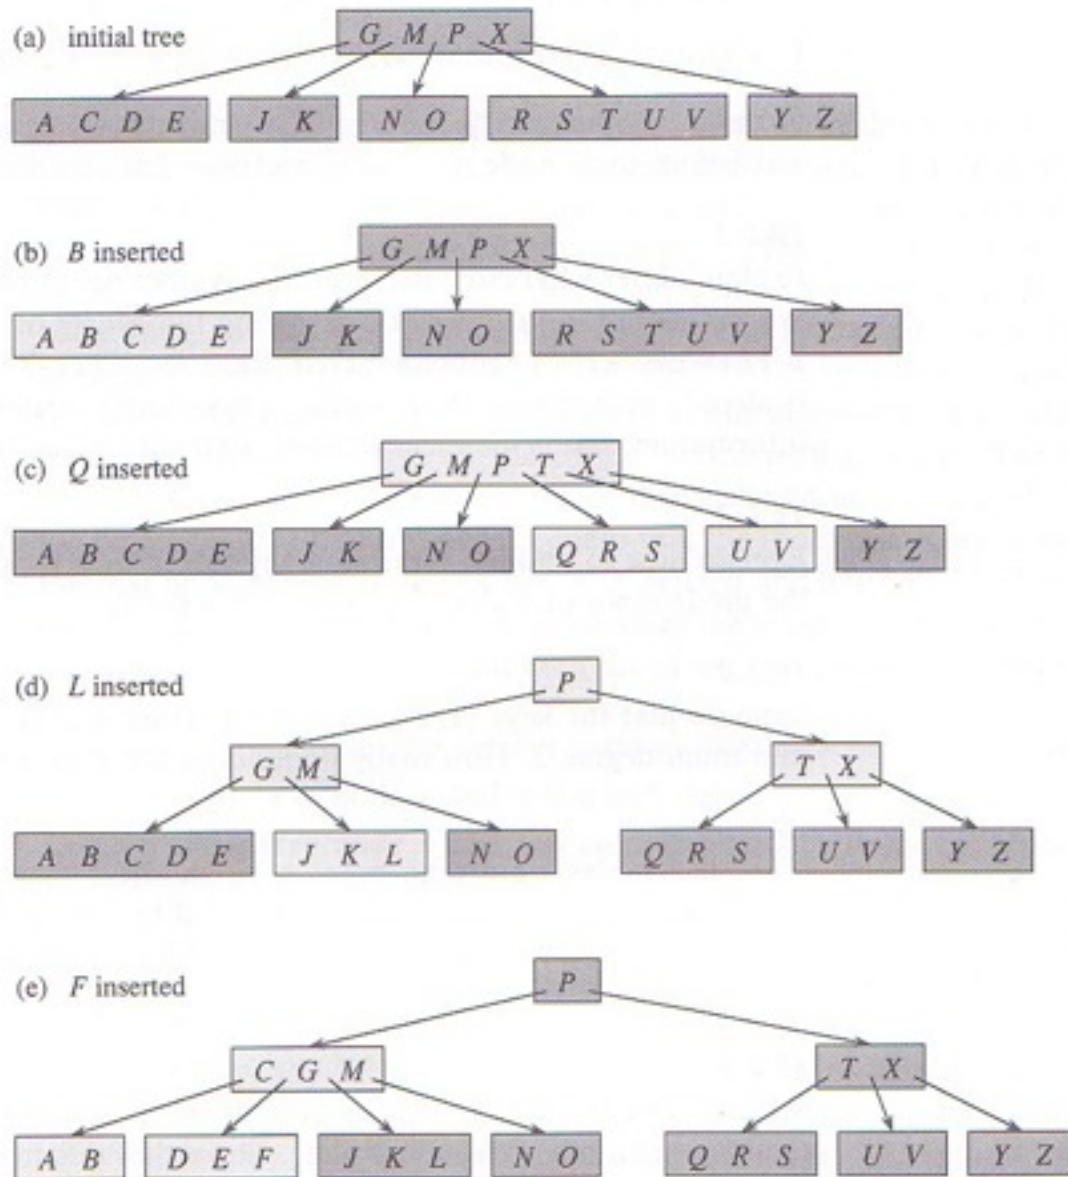 (a) initial tree
G M P X
A C D E J K N O R S T U V Y Z
(b) B inserted
G M P X
A B C D E J K N O R S T U V Y Z
(c) Q inserted
G M P T X
A B C D E J K N O Q R S U V Y Z
(d) L inserted
P
G M T X
A B C D E J K L N O Q R S U V Y Z
(e) F inserted
P
C G M T X
A B D E F J K L N O Q R S U V Y Z